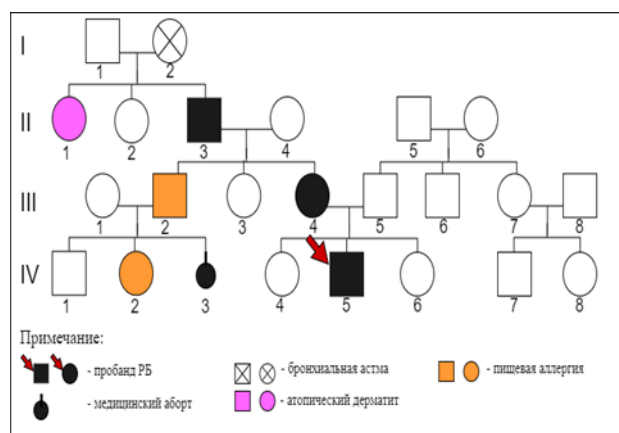 I
1 2
II
1 2 3 4 5 6
III
1 2 3 4 5 6 7 8
IV
1 2 3 4 5 6 7 8
Примечание:
- пробанд РБ
- бронхиальная астма
- пищевая аллергия
- медицинский аборт
- атопический дерматит